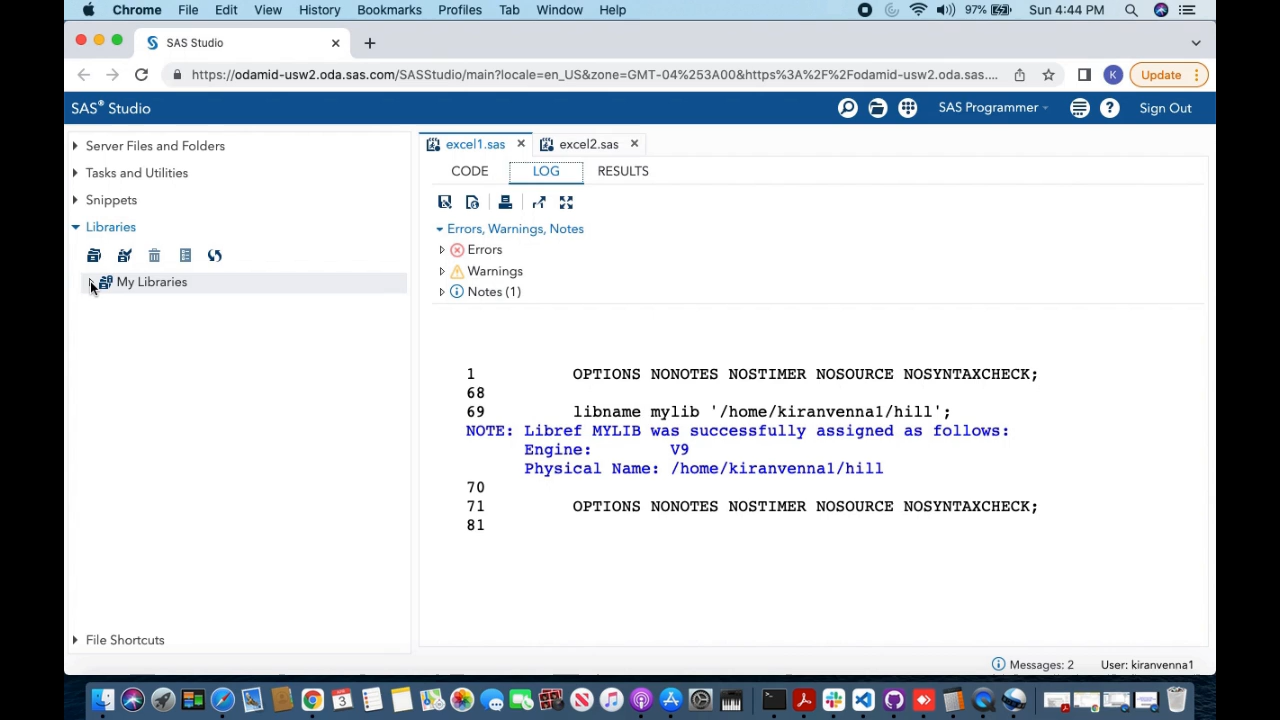 Chrome File Edit View History Bookmarks Profiles Tab Window Help 97% Sun 4:44 PM
SAS Studio
https://odamid-usw2.oda.sas.com/SASStudio/main?locale=en_US&zone=GMT-04%253A00&https%3A%2F%2Fodamid-usw2.oda.sas.... K Update
SAS® Studio SAS Programmer Sign Out
Server Files and Folders
Tasks and Utilities
Snippets
Libraries
My Libraries
File Shortcuts
excel1.sas excel2.sas
CODE LOG RESULTS
Errors, Warnings, Notes
Errors
Warnings
Notes (1)
1 OPTIONS NONOTES NOSTIMER NOSOURCE NOSYNTAXCHECK;
68
69 libname mylib '/home/kiranvenna1/hill';
NOTE: Libref MYLIB was successfully assigned as follows:
Engine: V9
Physical Name: /home/kiranvenna1/hill
70
71 OPTIONS NONOTES NOSTIMER NOSOURCE NOSYNTAXCHECK;
81
Messages: 2 User: kiranvenna1